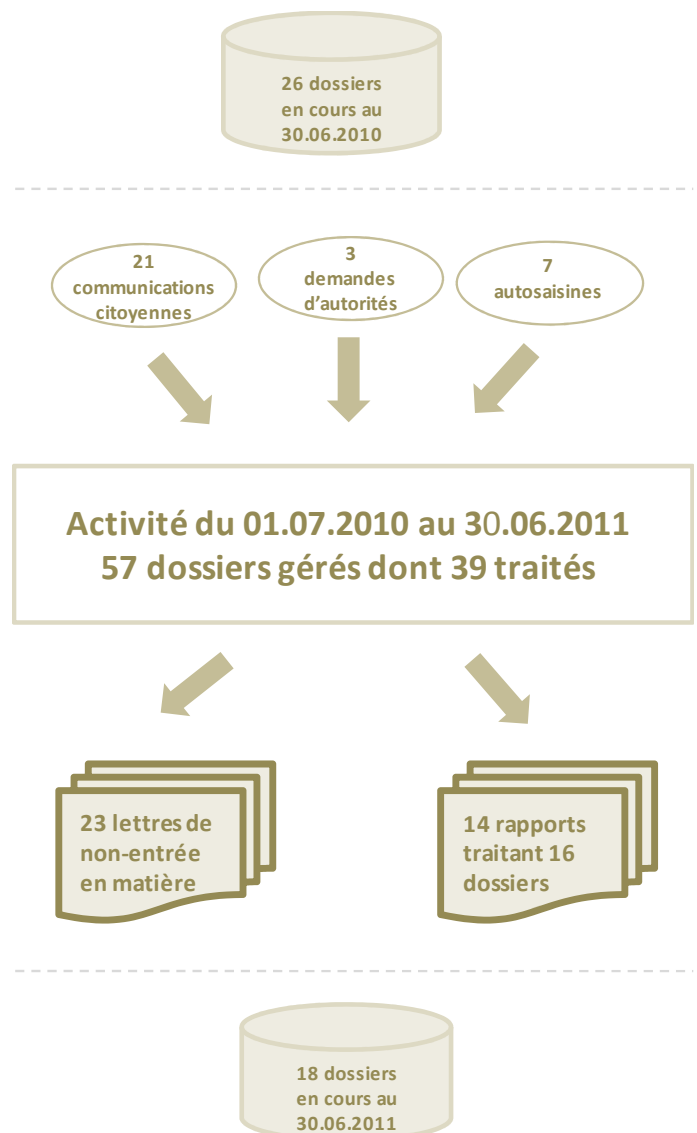 26 dossiers
en cours au
30.06.2010
21
communications
citoyennes
3
demandes
d'autorités
7
autosaisines
Activité du 01.07.2010 au 30.06.2011
57 dossiers gérés dont 39 traités
23 lettres de
non-entrée
en matière
14 rapports
traitant 16
dossiers
18 dossiers
en cours au
30.06.2011